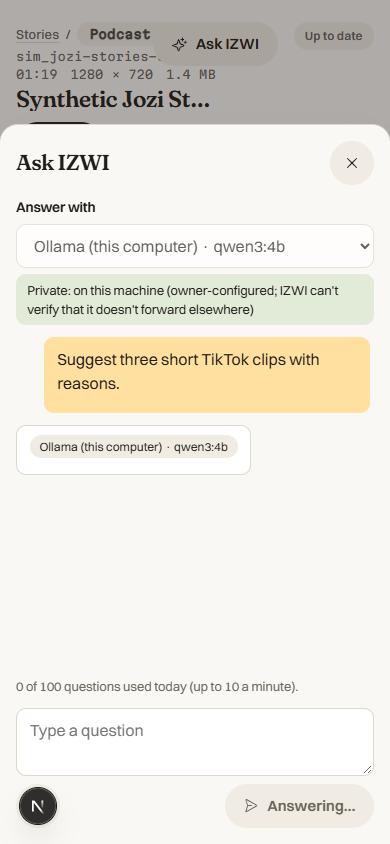 Stories / Podcast
Ask IZWI
Up to date
sim_jozi-stories-
01:19 1280 × 720 1.4 MB
Synthetic Jozi St...
Ask IZWI
Answer with
Ollama (this computer) · qwen3:4b
Private: on this machine (owner-configured; IZWI can't
verify that it doesn't forward elsewhere)
Suggest three short TikTok clips with
reasons.
Ollama (this computer) · qwen3:4b
0 of 100 questions used today (up to 10 a minute).
Type a question
N
Answering...